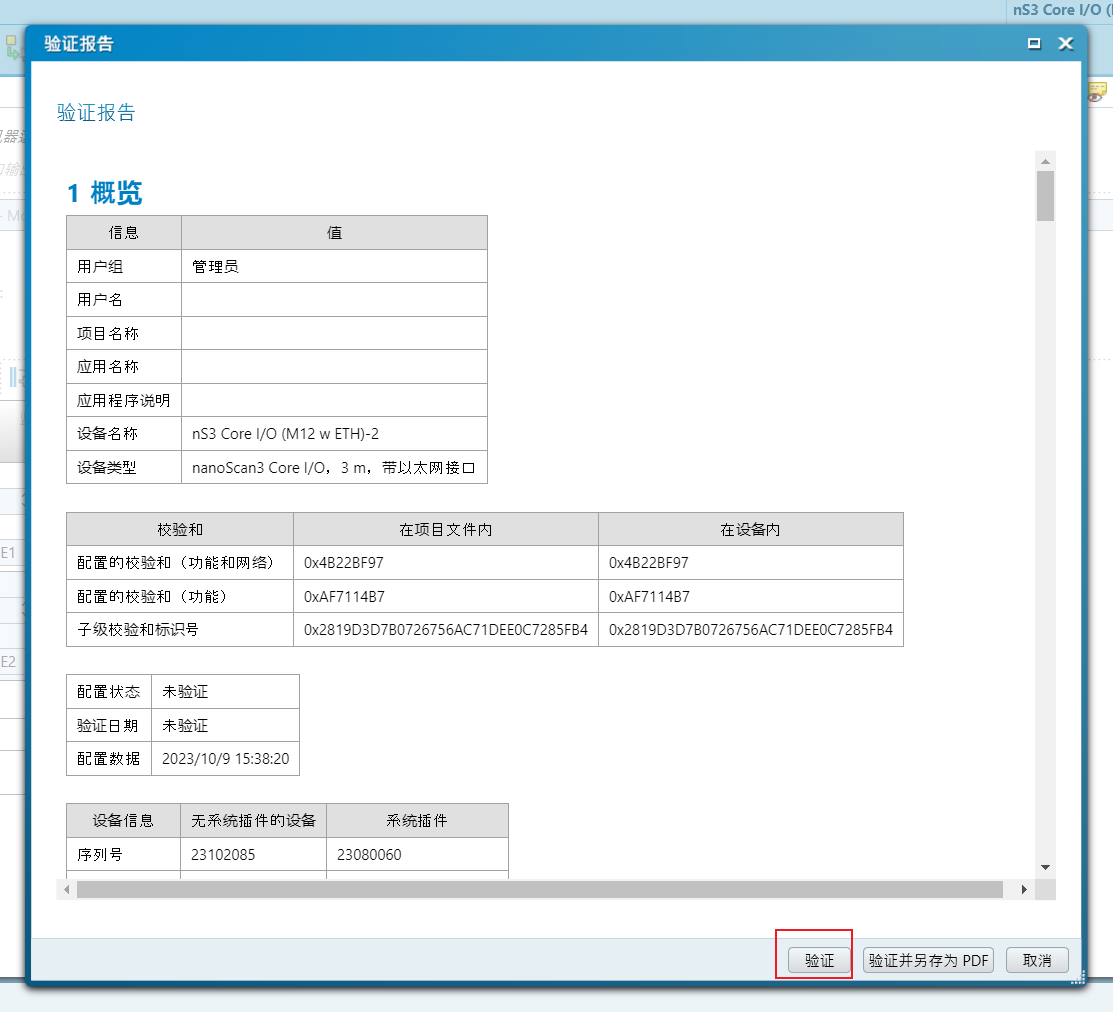 nS3 Core I/O (
验证报告
验证报告
1 概览
信息 值
用户组 管理员
用户名
项目名称
应用名称
应用程序说明
设备名称 nS3 Core I/O (M12 w ETH)-2
设备类型 nanoScan3 Core I/O，3 m，带以太网接口
校验和 在项目文件内 在设备内
配置的校验和（功能和网络） 0x4B22BF97 0x4B22BF97
配置的校验和（功能） 0xAF7114B7 0xAF7114B7
子级校验和标识号 0x2819D3D7B0726756AC71DEE0C7285FB4 0x2819D3D7B0726756AC71DEE0C7285FB4
配置状态 未验证
验证日期 未验证
配置数据 2023/10/9 15:38:20
设备信息 无系统插件的设备 系统插件
序列号 23102085 23080060
E1
E2
验证 验证并另存为 PDF 取消